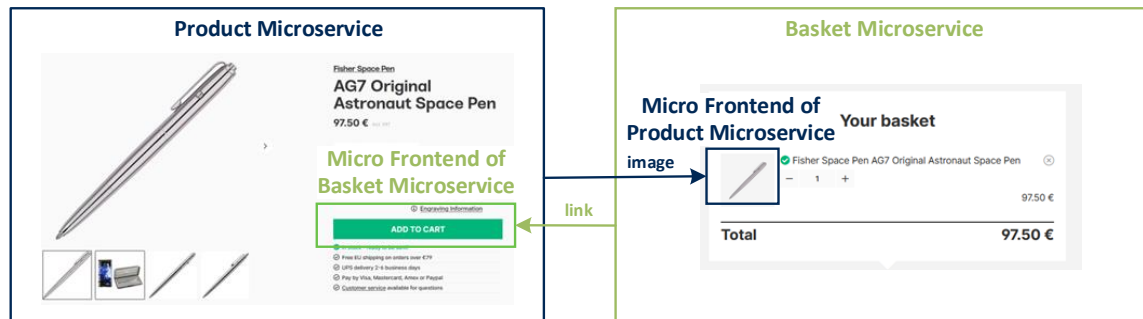 Product Microservice
Fisher Space Pen
AG7 Original
Astronaut Space Pen
97.50 €
Micro Frontend of
Basket Microservice
Engraving Information
ADD TO CART
Free EU shipping on orders over €79
UPS delivery 2-6 business days
Pay by Visa, Mastercard, Amex or Paypal
Customer service available for questions
link
image
Basket Microservice
Micro Frontend of
Product Microservice
Your basket
Fisher Space Pen AG7 Original Astronaut Space Pen
− 1 +
97.50 €
Total 97.50 €